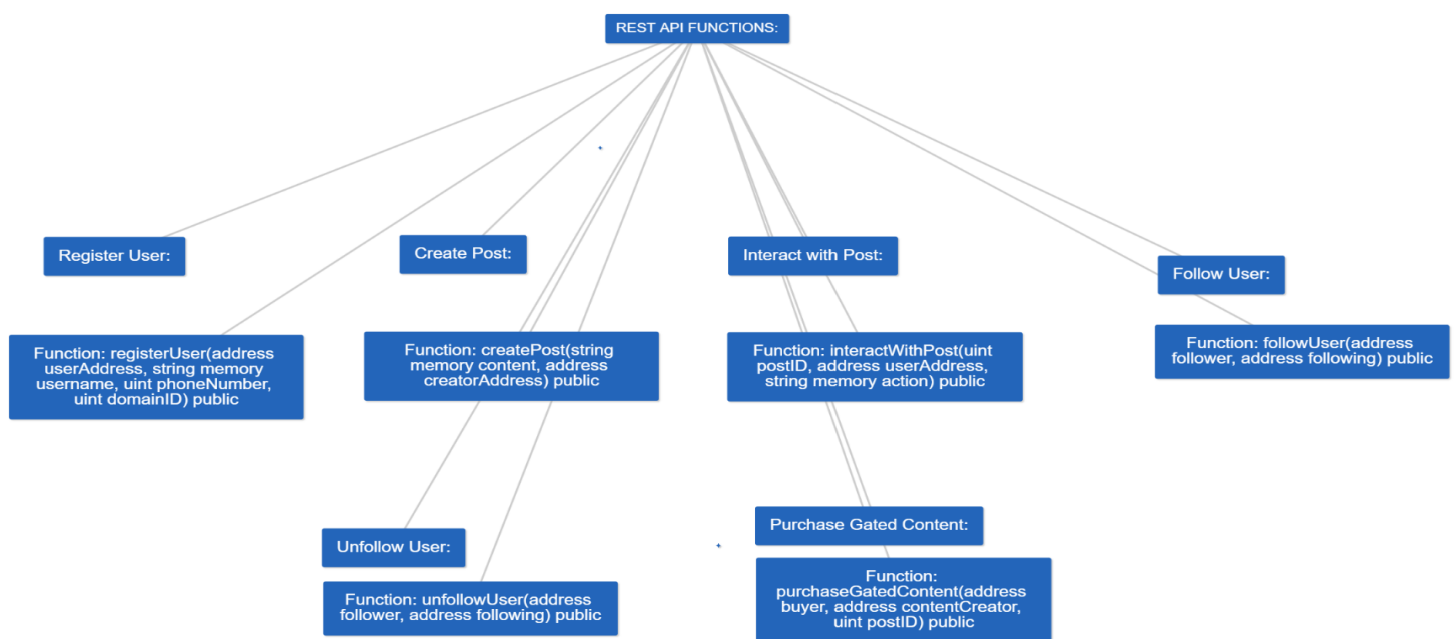 REST API FUNCTIONS:
Register User:
Function: registerUser(address
userAddress, string memory
username, uint phoneNumber,
uint domainID) public
Create Post:
Function: createPost(string
memory content, address
creatorAddress) public
Interact with Post:
Function: interactWithPost(uint
postID, address userAddress,
string memory action) public
Follow User:
Function: followUser(address
follower, address following) public
Unfollow User:
Function: unfollowUser(address
follower, address following) public
Purchase Gated Content:
Function:
purchaseGatedContent(address
buyer, address contentCreator,
uint postID) public